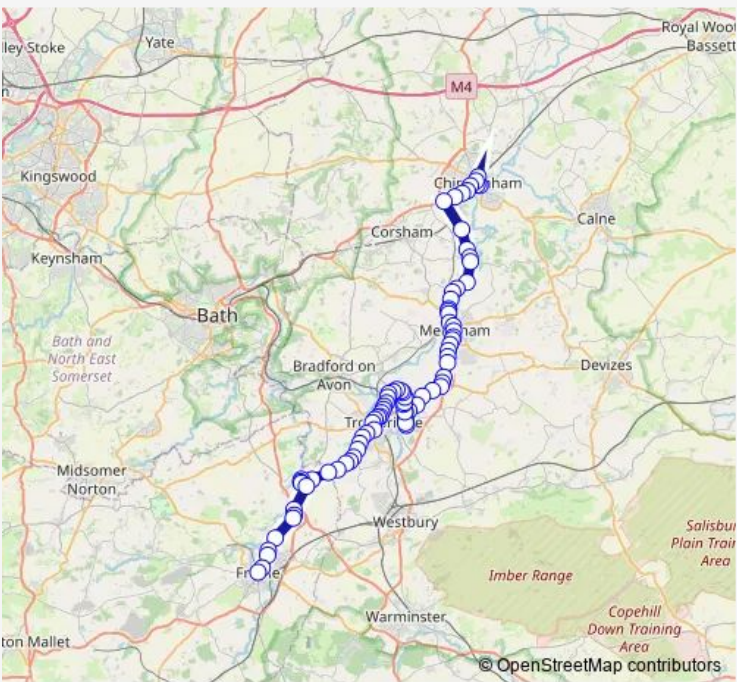 ley Stoke
Yate
Royal Woot
Bassett
M4
Kingswood
Chippenham
Calne
Corsham
Keynsham
Bath
Bath and
North East
Somerset
Devizes
Bradford on
Avon
Midsomer
Norton
Westbury
Salisbur
Plain Train
Area
Imber Range
Copehill
Down Training
Area
Warminster
ton Mallet
© OpenStreetMap contributors